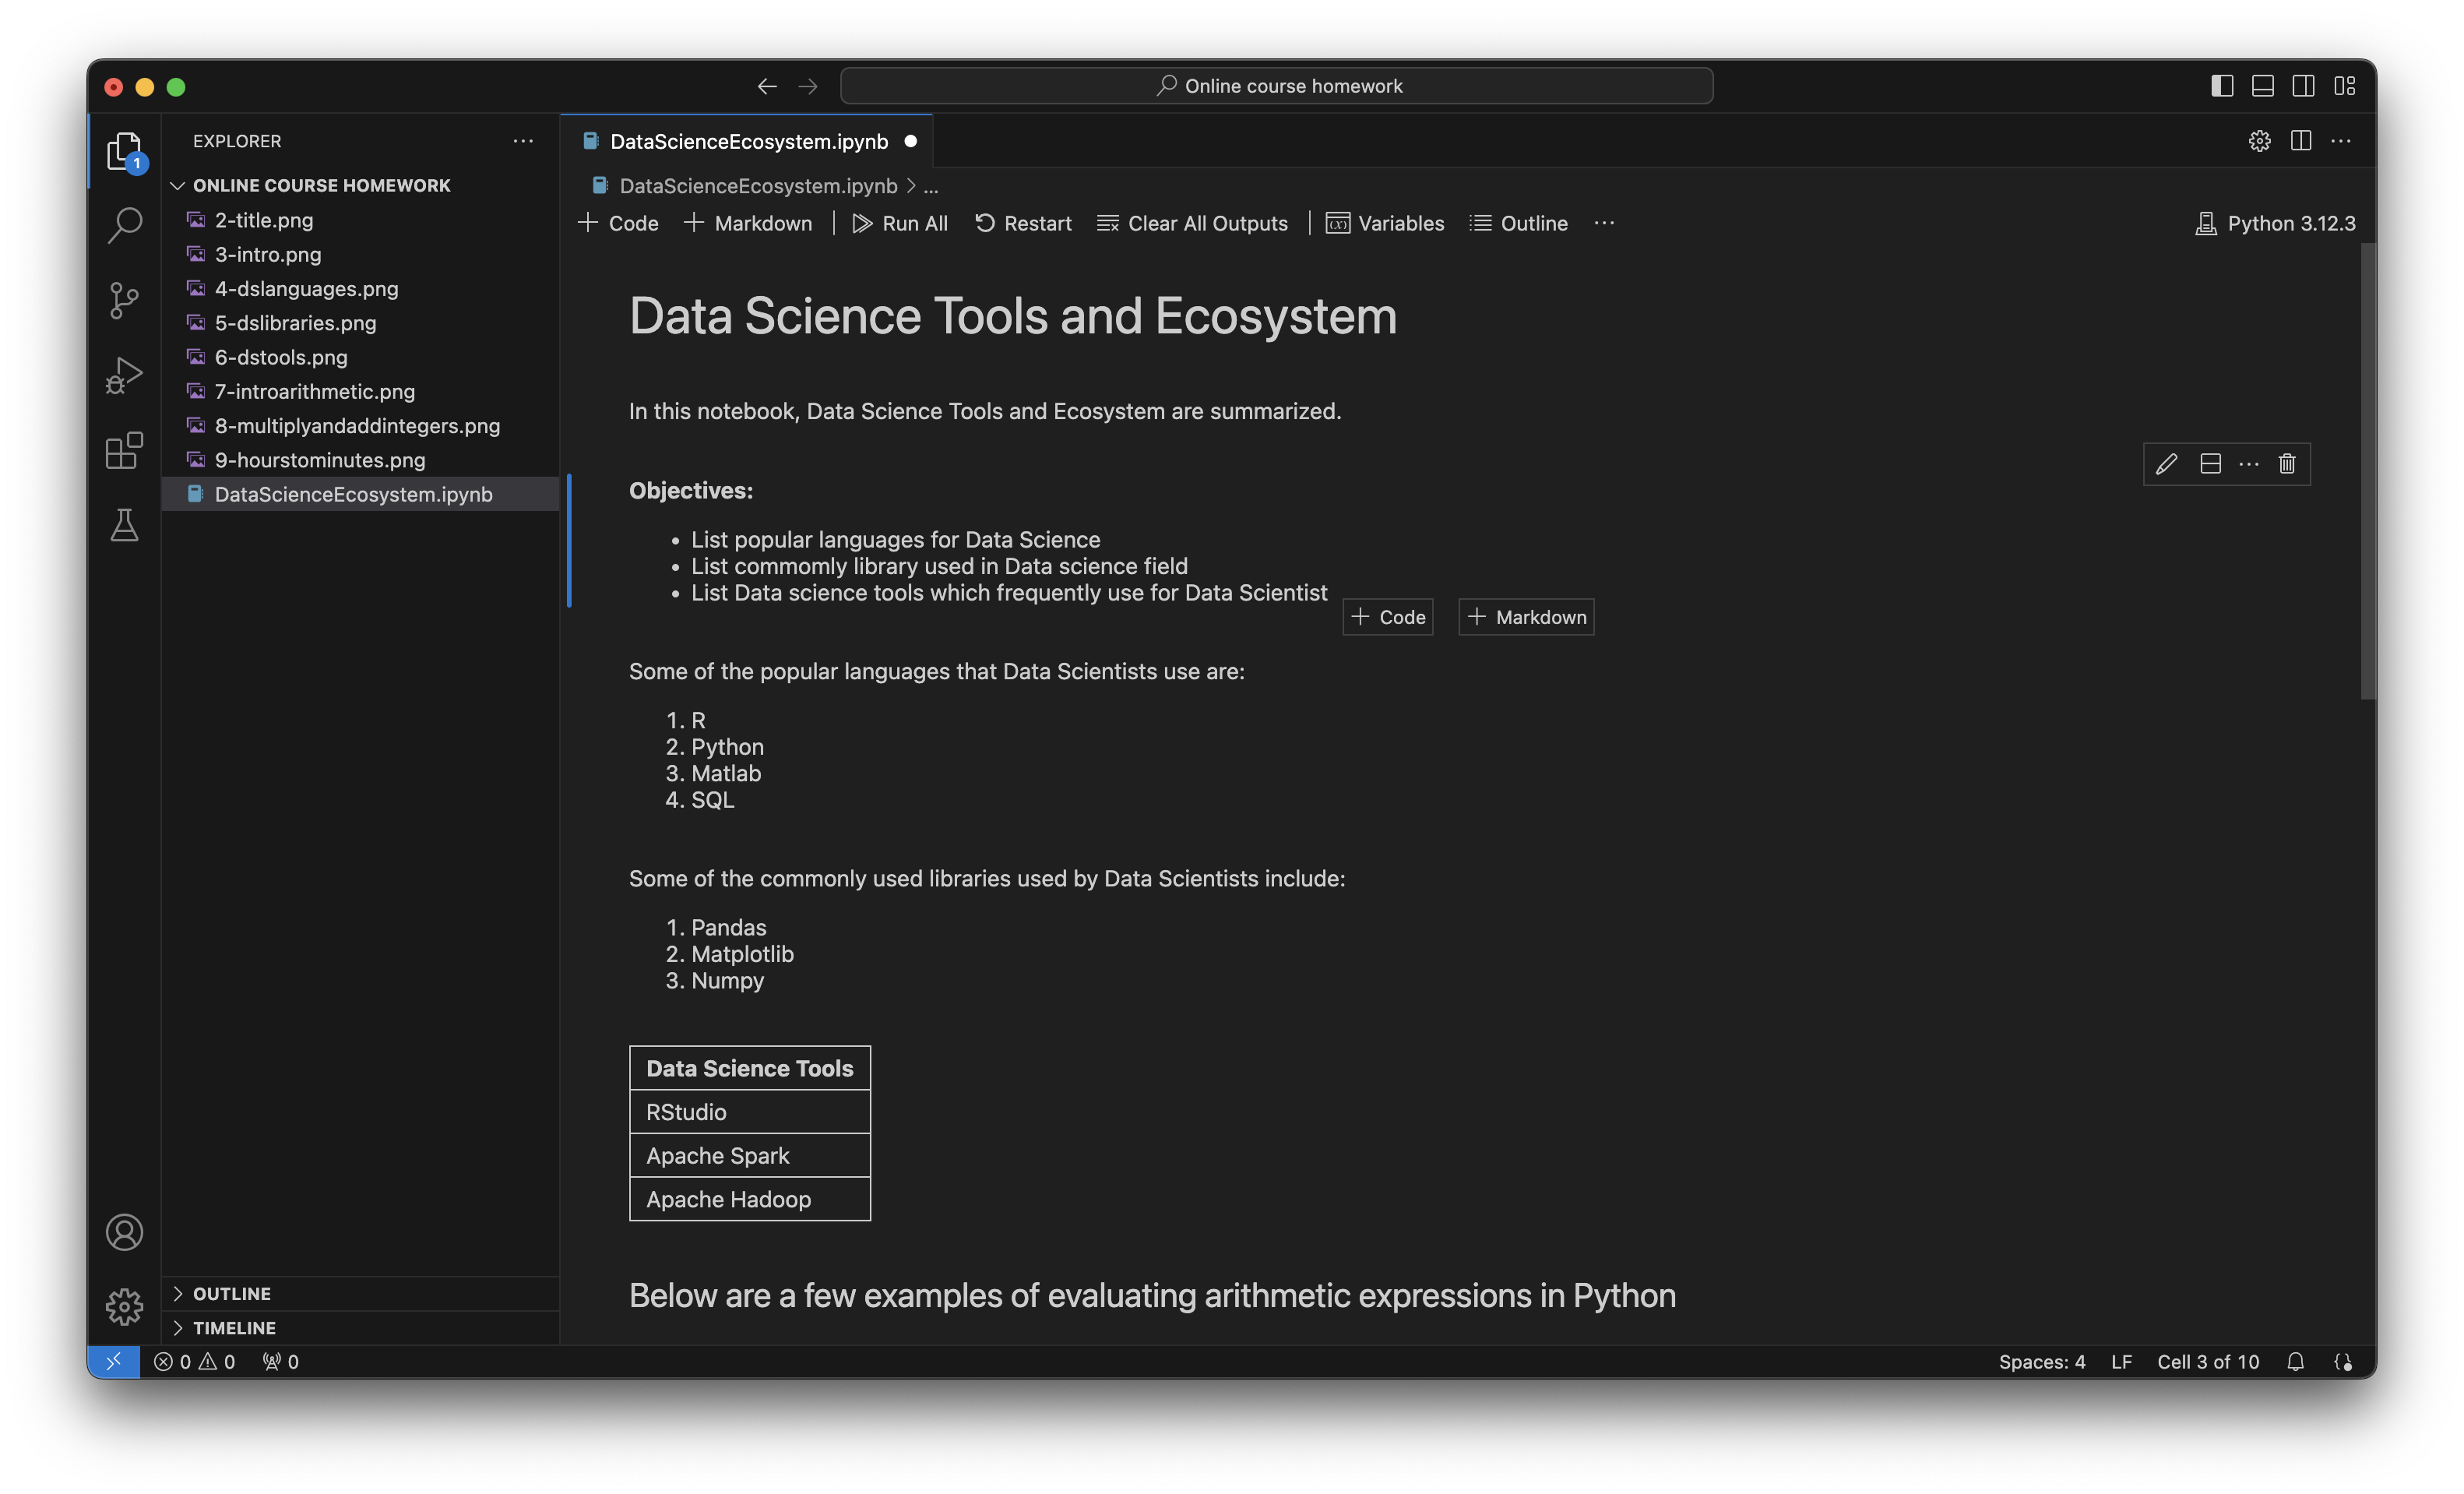 Online course homework
EXPLORER
ONLINE COURSE HOMEWORK
2-title.png
3-intro.png
4-dslanguages.png
5-dslibraries.png
6-dstools.png
7-introarithmetic.png
8-multiplyandaddintegers.png
9-hourstominutes.png
DataScienceEcosystem.ipynb
OUTLINE
TIMELINE
1
DataScienceEcosystem.ipynb
DataScienceEcosystem.ipynb > ...
+ Code + Markdown Run All Restart Clear All Outputs Variables Outline ... Python 3.12.3
Data Science Tools and Ecosystem
In this notebook, Data Science Tools and Ecosystem are summarized.
Objectives:
• List popular languages for Data Science
• List commomly library used in Data science field
• List Data science tools which frequently use for Data Scientist
+ Code + Markdown
Some of the popular languages that Data Scientists use are:
1. R
2. Python
3. Matlab
4. SQL
Some of the commonly used libraries used by Data Scientists include:
1. Pandas
2. Matplotlib
3. Numpy
Data Science Tools
RStudio
Apache Spark
Apache Hadoop
Below are a few examples of evaluating arithmetic expressions in Python
0 0 0 Spaces: 4 LF Cell 3 of 10